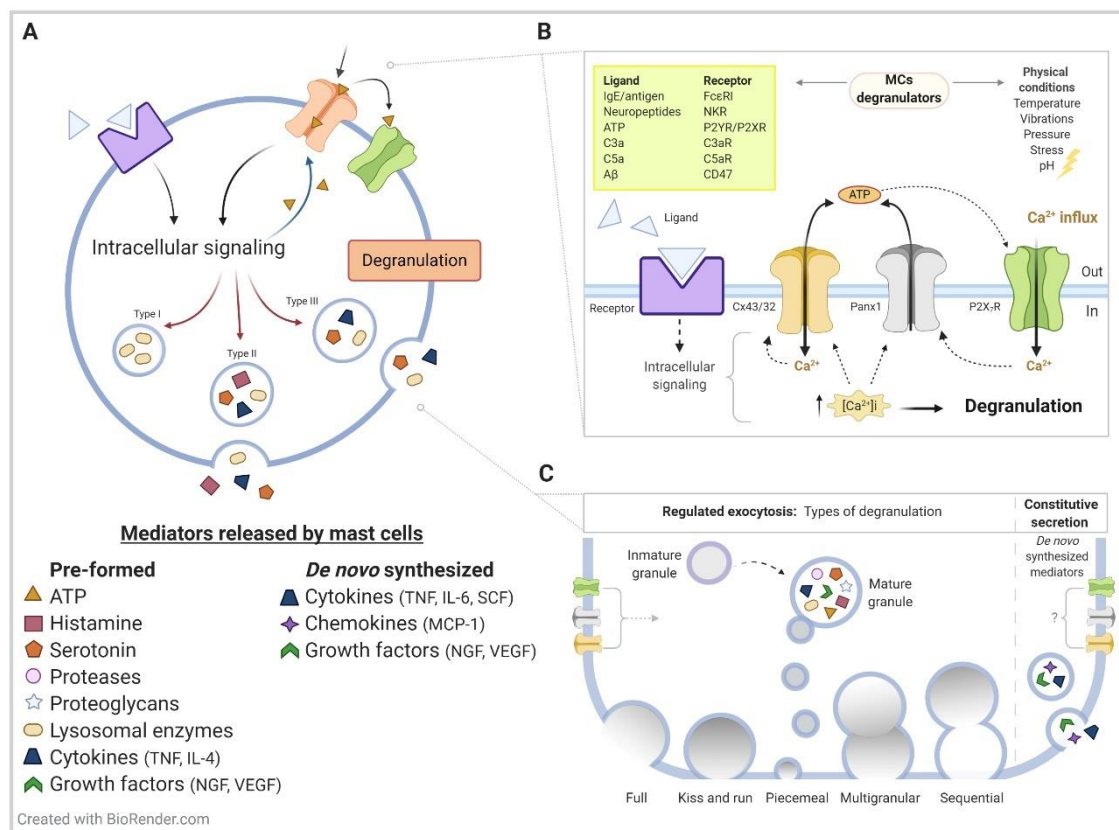 A
Intracellular signaling
Degranulation
Type I
Type II
Type III
Mediators released by mast cells
Pre-formed
ATP
Histamine
Serotonin
Proteases
Proteoglycans
Lysosomal enzymes
Cytokines (TNF, IL-4)
Growth factors (NGF, VEGF)
De novo synthesized
Cytokines (TNF, IL-6, SCF)
Chemokines (MCP-1)
Growth factors (NGF, VEGF)
Created with BioRender.com
B
Ligand Receptor
IgE/antigen FcεRI
Neuropeptides NKR
ATP P2YR/P2XR
C3a C3aR
C5a C5aR
Aβ CD47
MCs
degranulators
Physical
conditions
Temperature
Vibrations
Pressure
Stress
pH
Ligand
ATP
Ca²⁺ influx
Out
In
Receptor
Cx43/32
Panx1
P2X₇R
Intracellular
signaling
Ca²⁺
Ca²⁺
[Ca²⁺]i
Degranulation
C
Regulated exocytosis: Types of degranulation
Constitutive
secretion
De novo
synthesized
mediators
Inmature
granule
Mature
granule
?
Full
Kiss and run
Piecemeal
Multigranular
Sequential